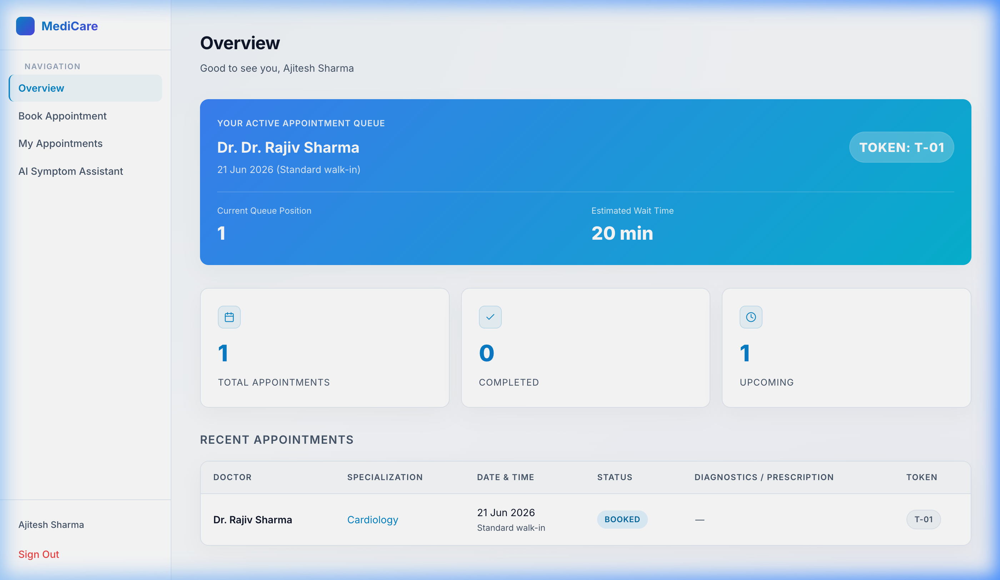 MediCare
NAVIGATION
Overview
Book Appointment
My Appointments
AI Symptom Assistant
Ajitesh Sharma
Sign Out
Overview
Good to see you, Ajitesh Sharma
YOUR ACTIVE APPOINTMENT QUEUE
Dr. Dr. Rajiv Sharma
21 Jun 2026 (Standard walk-in)
TOKEN: T-01
Current Queue Position
1
Estimated Wait Time
20 min
1
TOTAL APPOINTMENTS
0
COMPLETED
1
UPCOMING
RECENT APPOINTMENTS
DOCTOR SPECIALIZATION DATE & TIME STATUS DIAGNOSTICS / PRESCRIPTION TOKEN
Dr. Rajiv Sharma Cardiology 21 Jun 2026 BOOKED — T-01
Standard walk-in